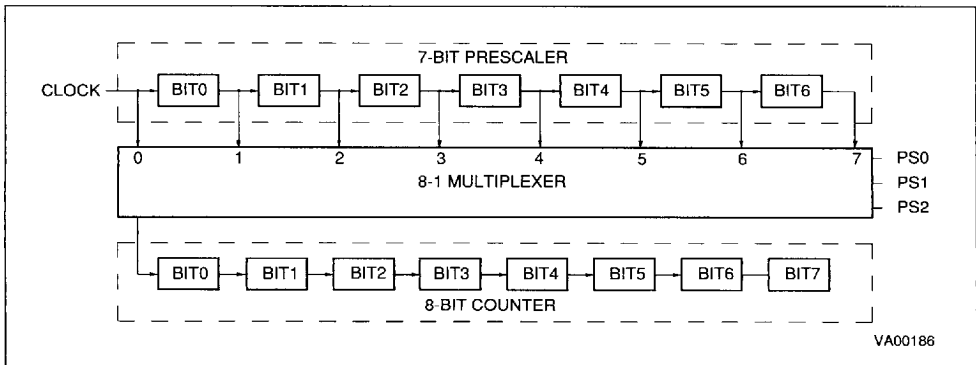 7-BIT PRESCALER
CLOCK BIT0 BIT1 BIT2 BIT3 BIT4 BIT5 BIT6
0 1 2 3 4 5 6 7 PS0
8-1 MULTIPLEXER PS1
PS2
BIT0 BIT1 BIT2 BIT3 BIT4 BIT5 BIT6 BIT7
8-BIT COUNTER
VA00186